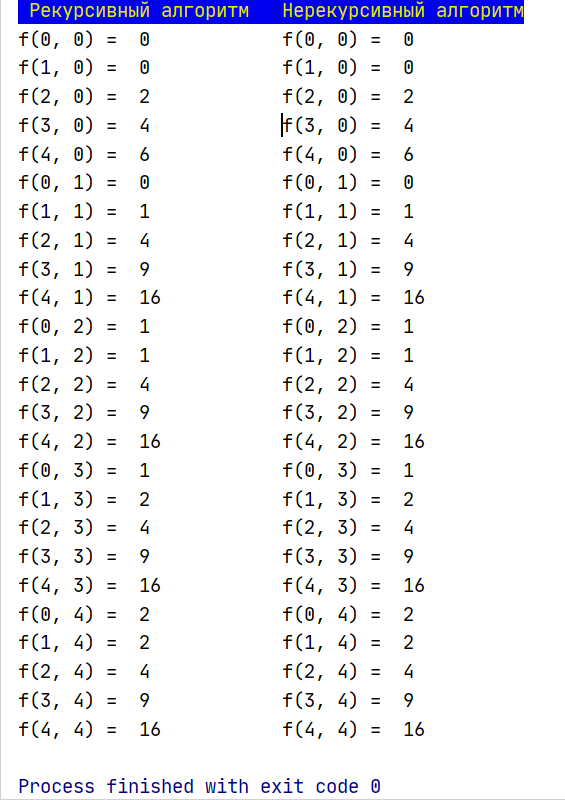 Рекурсивный алгоритм   Нерекурсивный алгоритм
f(0, 0) =  0           f(0, 0) =  0
f(1, 0) =  0           f(1, 0) =  0
f(2, 0) =  2           f(2, 0) =  2
f(3, 0) =  4           f(3, 0) =  4
f(4, 0) =  6           f(4, 0) =  6
f(0, 1) =  0           f(0, 1) =  0
f(1, 1) =  1           f(1, 1) =  1
f(2, 1) =  4           f(2, 1) =  4
f(3, 1) =  9           f(3, 1) =  9
f(4, 1) =  16          f(4, 1) =  16
f(0, 2) =  1           f(0, 2) =  1
f(1, 2) =  1           f(1, 2) =  1
f(2, 2) =  4           f(2, 2) =  4
f(3, 2) =  9           f(3, 2) =  9
f(4, 2) =  16          f(4, 2) =  16
f(0, 3) =  1           f(0, 3) =  1
f(1, 3) =  2           f(1, 3) =  2
f(2, 3) =  4           f(2, 3) =  4
f(3, 3) =  9           f(3, 3) =  9
f(4, 3) =  16          f(4, 3) =  16
f(0, 4) =  2           f(0, 4) =  2
f(1, 4) =  2           f(1, 4) =  2
f(2, 4) =  4           f(2, 4) =  4
f(3, 4) =  9           f(3, 4) =  9
f(4, 4) =  16          f(4, 4) =  16
Process finished with exit code 0